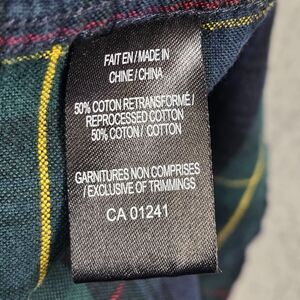 FAIT EN / MADE IN
CHINE / CHINA
50% COTON RETRANSFORMÉ /
REPROCESSED COTTON
50% COTON / COTTON
GARNITURES NON COMPRISES
/ EXCLUSIVE OF TRIMMINGS
CA 01241